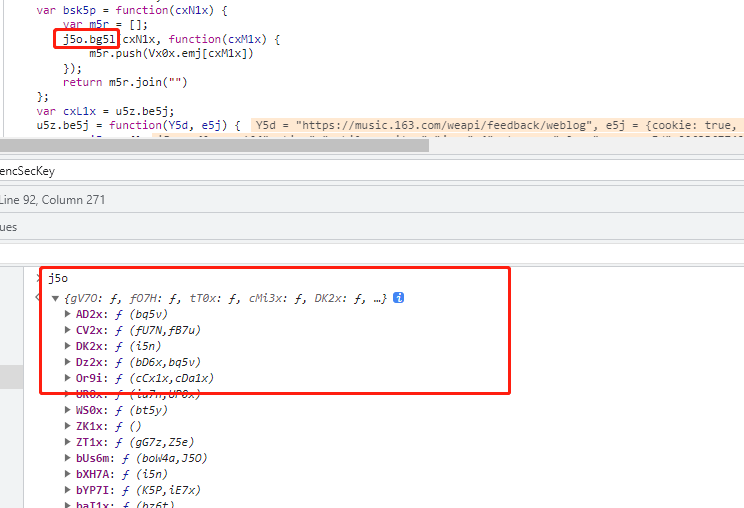 var bsk5p = function(cxN1x) {
var m5r = [];
j5o.bg5l(cxN1x, function(cxM1x) {
m5r.push(Vx0x.emj[cxM1x])
});
return m5r.join("")
};
var cxL1x = u5z.be5j;
u5z.be5j = function(Y5d, e5j) { Y5d = "https://music.163.com/weapi/feedback/weblog", e5j = {cookie: true,
encSecKey
Line 92, Column 271
ues
> j5o
{gV7O: ƒ, fO7H: ƒ, tT0x: ƒ, cMi3x: ƒ, DK2x: ƒ, …} i
▶ AD2x: ƒ (bq5v)
▶ CV2x: ƒ (fU7N,fB7u)
▶ DK2x: ƒ (i5n)
▶ Dz2x: ƒ (bD6x,bq5v)
▶ Or9i: ƒ (cCx1x,cDa1x)
▶ WS0x: ƒ (bt5y)
▶ ZK1x: ƒ ()
▶ ZT1x: ƒ (gG7z,Z5e)
▶ bUs6m: ƒ (boW4a,J5O)
▶ bXH7A: ƒ (i5n)
▶ bYP7I: ƒ (K5P,iE7x)